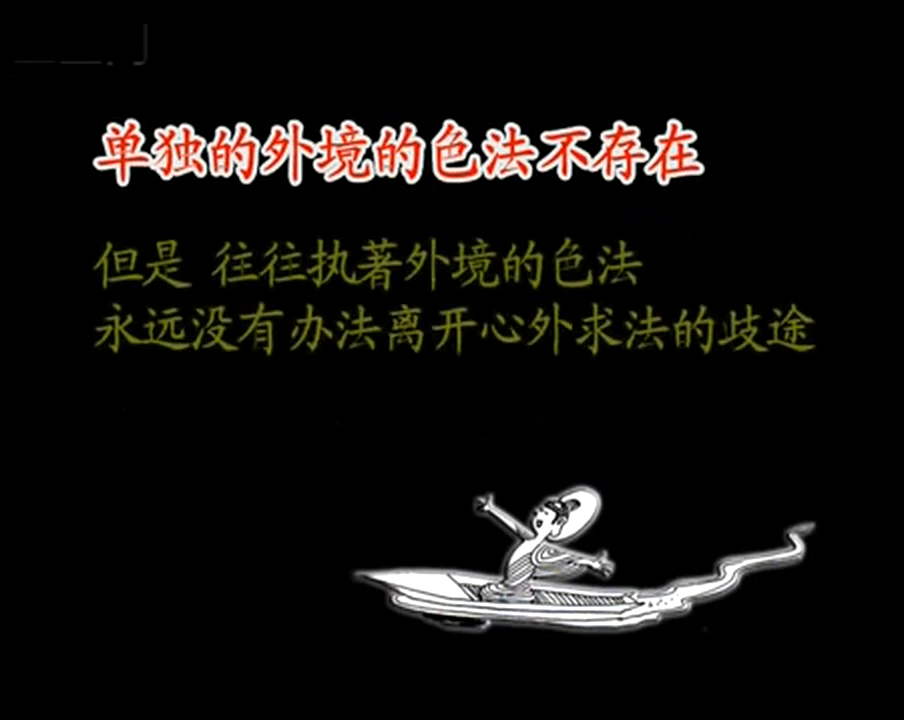 单独的外境的色法不存在
但是 往往执著外境的色法
永远没有办法离开心外求法的歧途